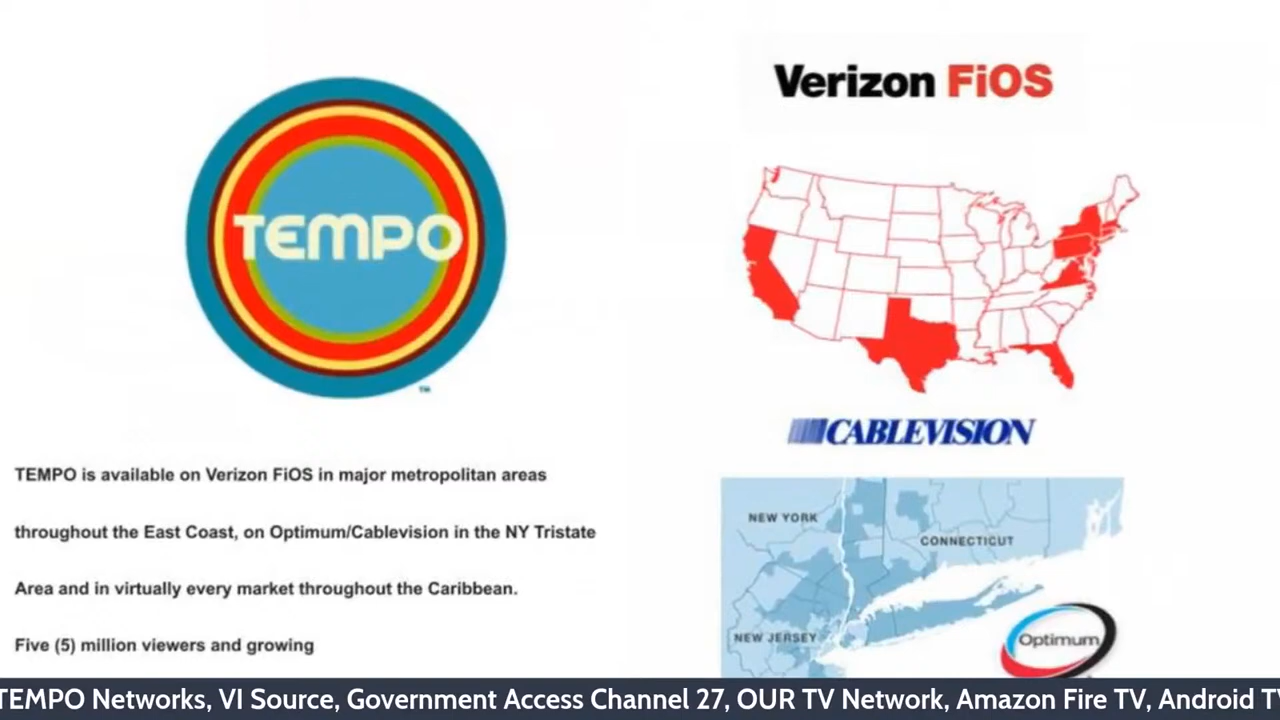 TEMPO
TM
Verizon FiOS
CABLEVISION
TEMPO is available on Verizon FiOS in major metropolitan areas
throughout the East Coast, on Optimum/Cablevision in the NY Tristate
Area and in virtually every market throughout the Caribbean.
Five (5) million viewers and growing
NEW YORK
CONNECTICUT
NEW JERSEY
Optimum
TEMPO Networks, VI Source, Government Access Channel 27, OUR TV Network, Amazon Fire TV, Android TV